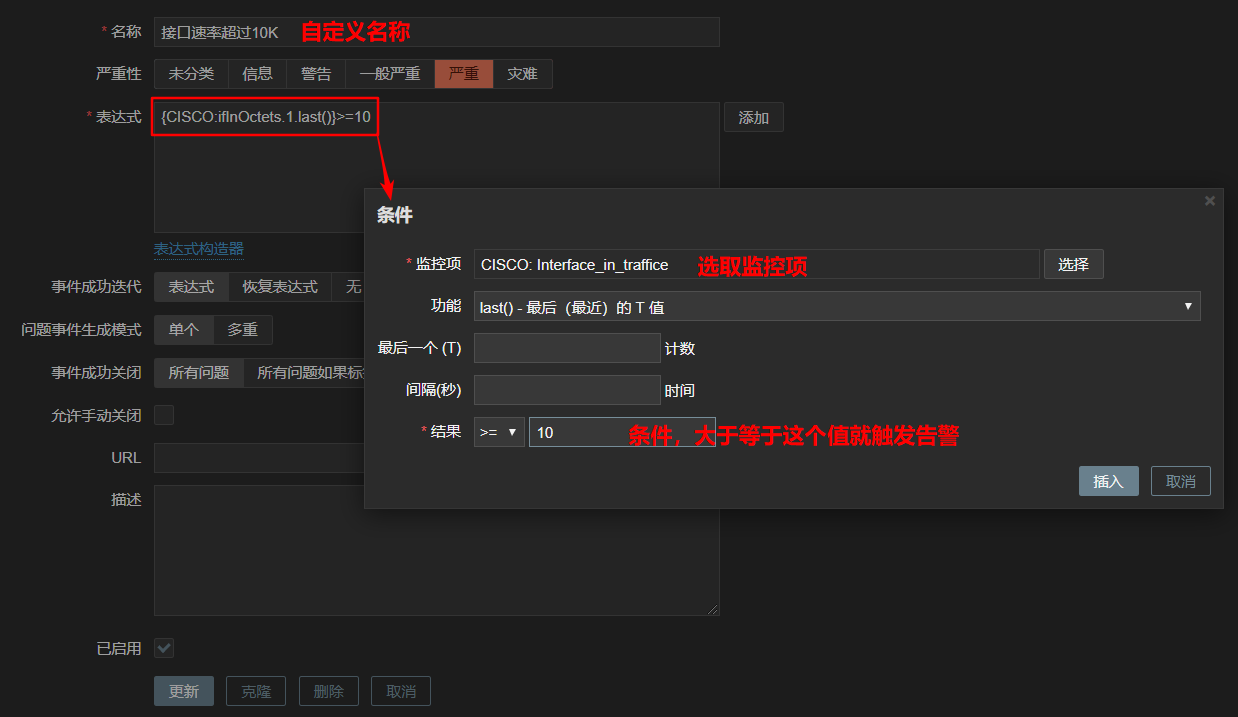 * 名称 接口速率超过10K 自定义名称
严重性 未分类 信息 警告 一般严重 严重 灾难
* 表达式 {CISCO:ifInOctets.1.last()}>=10 添加
表达式构造器
事件成功迭代 表达式 恢复表达式 无
问题事件生成模式 单个 多重
事件成功关闭 所有问题 所有问题如果标
允许手动关闭
URL
描述
已启用
更新 克隆 删除 取消
条件 ×
* 监控项 CISCO: Interface_in_traffice 选取监控项 选择
功能 last() - 最后（最近）的 T 值
最后一个 (T) 计数
间隔(秒) 时间
* 结果 >= 10 条件，大于等于这个值就触发告警
插入 取消